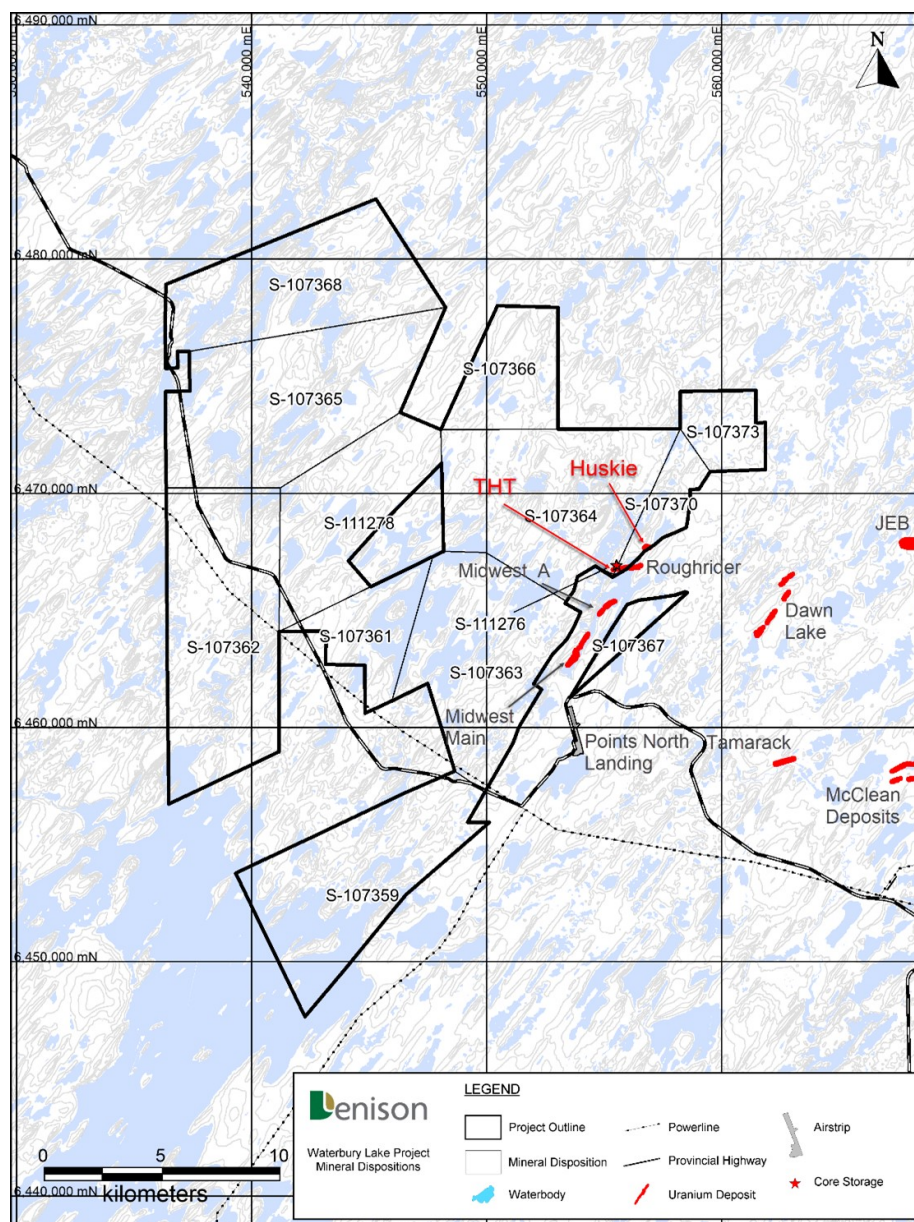 6,490,000 mN
540,000 mE
550,000 mE
560,000 mE
N
6,480,000 mN
S-107368
S-107366
S-107365
S-107373
Huskie
6,470,000 mN
THT
S-107370
S-107364
S-111278
JEB
Roughrider
Midwest A
Dawn
Lake
S-111276
S-107361
S-107362
S-107367
S-107363
6,460,000 mN
Midwest
Main
Points North
Landing
Tamarack
McClean
Deposits
S-107359
6,450,000 mN
LEGEND
Denison
Waterbury Lake Project
Mineral Dispositions
Project Outline
Powerline
Airstrip
Mineral Disposition
Provincial Highway
Waterbody
Uranium Deposit
Core Storage
0 5 10
kilometers
6,440,000 mN